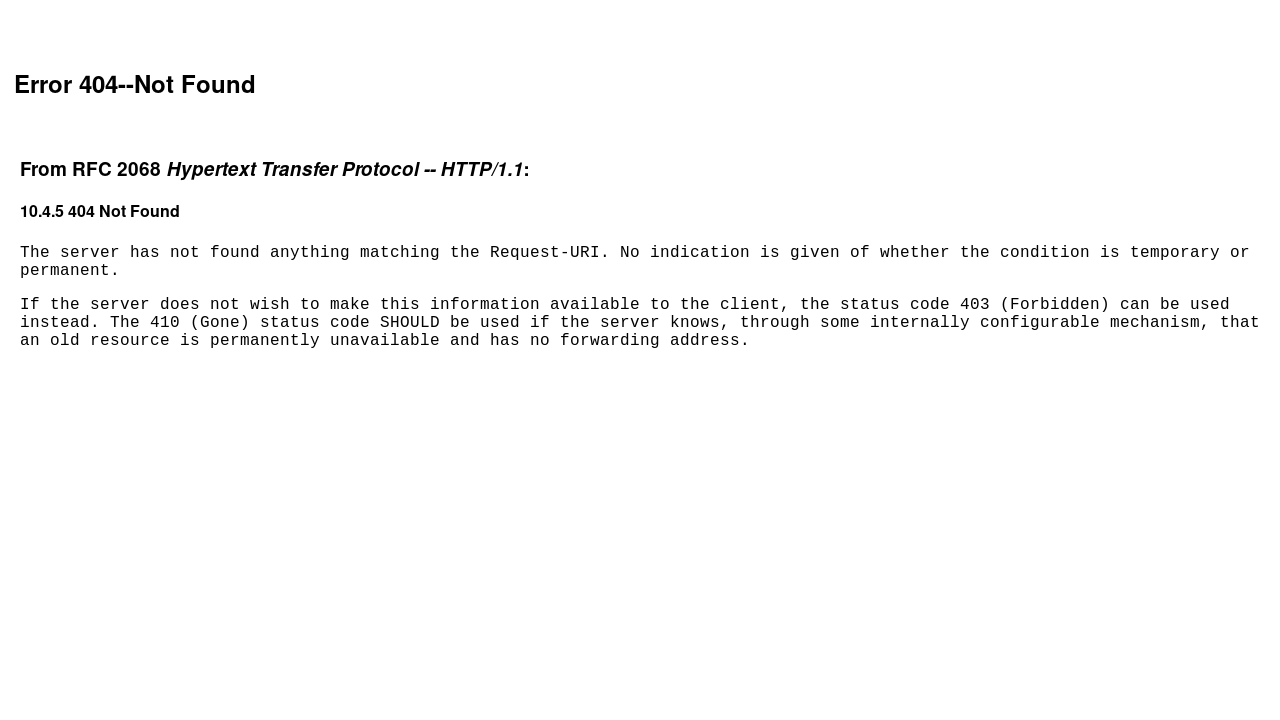 Error 404--Not Found
From RFC 2068 Hypertext Transfer Protocol -- HTTP/1.1:
10.4.5 404 Not Found
The server has not found anything matching the Request-URI. No indication is given of whether the condition is temporary or
permanent.
If the server does not wish to make this information available to the client, the status code 403 (Forbidden) can be used
instead. The 410 (Gone) status code SHOULD be used if the server knows, through some internally configurable mechanism, that
an old resource is permanently unavailable and has no forwarding address.